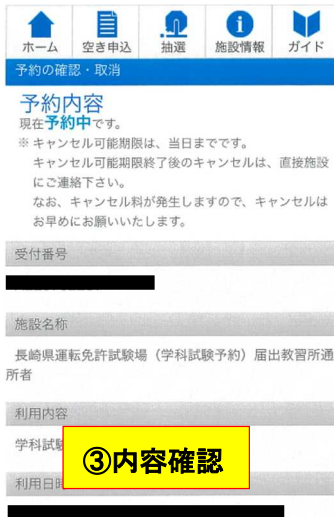 ホーム 空き申込 抽選 施設情報 ガイド
予約の確認・取消
予約内容
現在予約中です。
※ キャンセル可能期限は、当日までです。
キャンセル可能期限終了後のキャンセルは、直接施設
にご連絡下さい。
なお、キャンセル料が発生しますので、キャンセルは
お早めにお願いいたします。
受付番号
施設名称
長崎県運転免許試験場（学科試験予約）届出教習所通
所者
利用内容
学科試験
③内容確認
利用日時